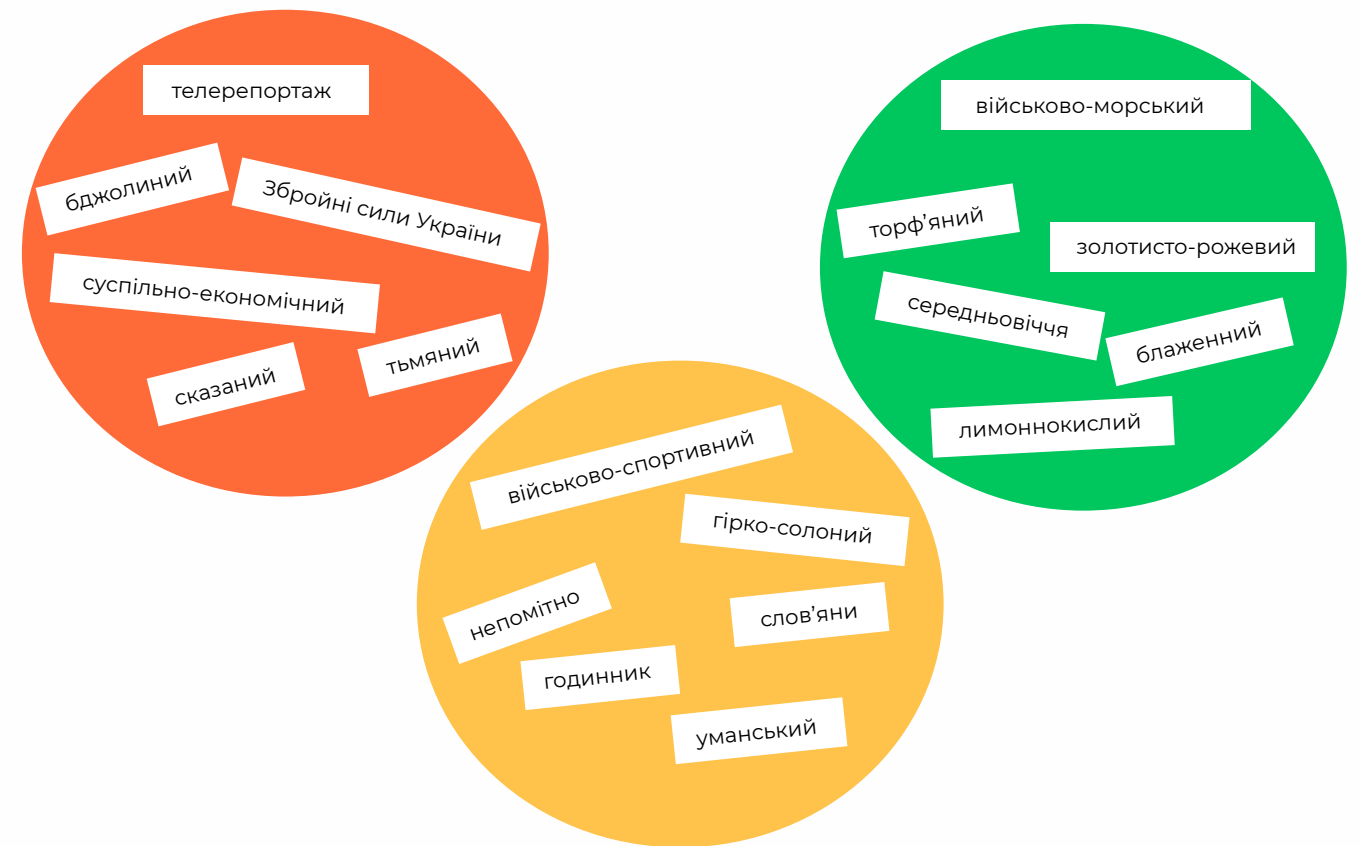 телерепортаж
бджолиний
Збройні сили України
суспільно-економічний
тьмяний
сказаний
військово-морський
торф’яний
золотисто-рожевий
середньовіччя
блаженний
лимоннокислий
військово-спортивний
гірко-солоний
непомітно
слов’яни
годинник
уманський